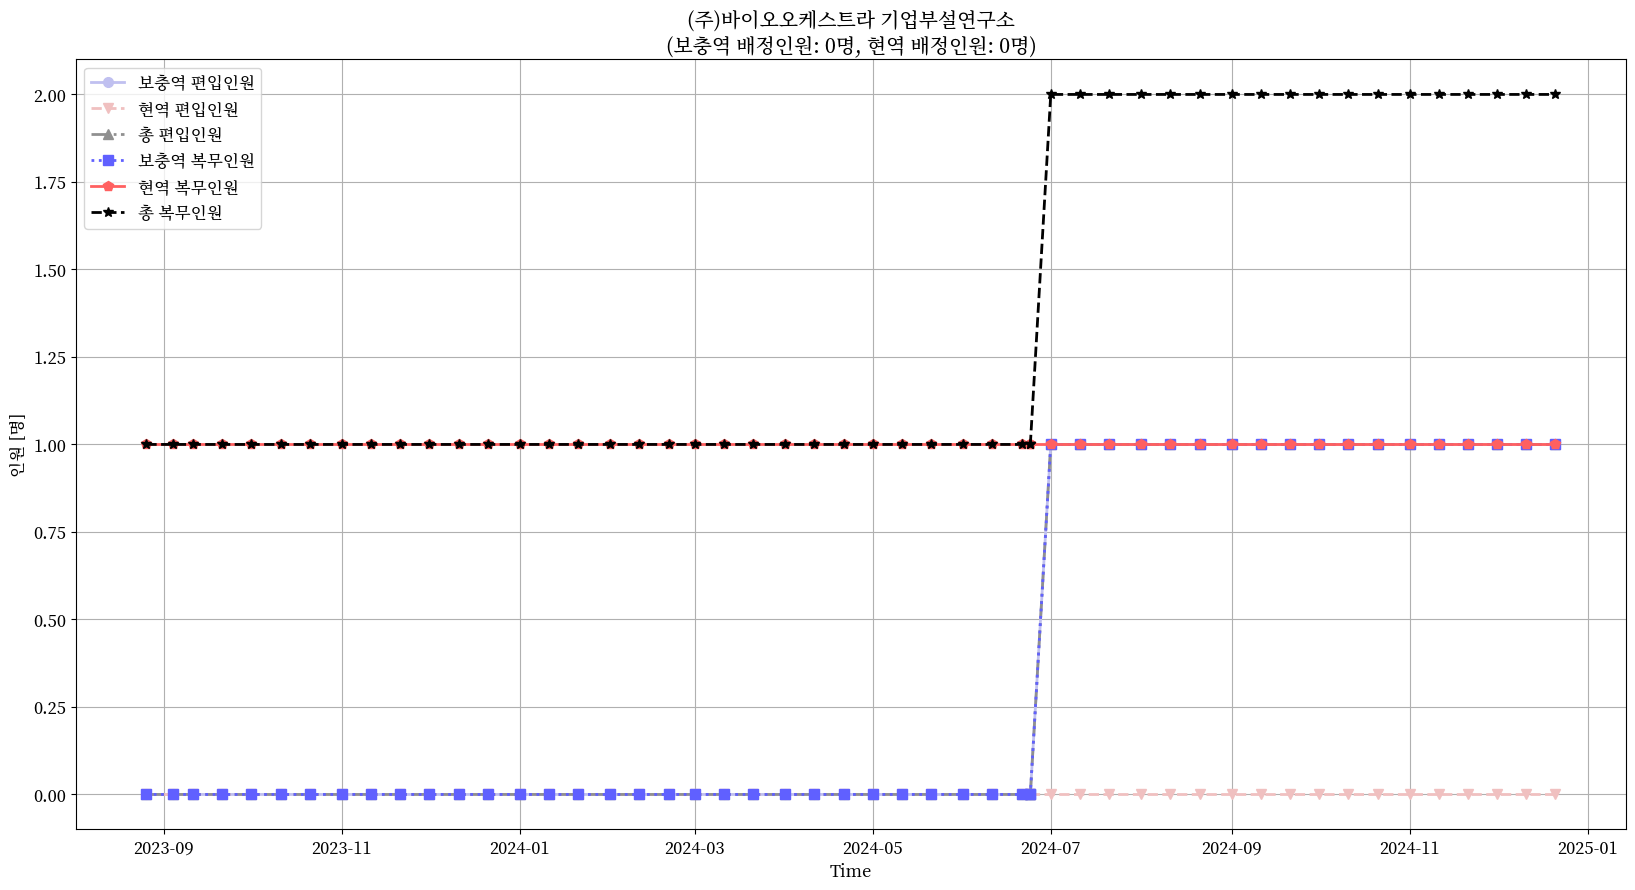 (주)바이오오케스트라 기업부설연구소
(보충역 배정인원: 0명, 현역 배정인원: 0명)
보충역 편입인원
현역 편입인원
총 편입인원
보충역 복무인원
현역 복무인원
총 복무인원
2.00
1.75
1.50
1.25
1.00
0.75
0.50
0.25
0.00
인원 [명]
2023-09
2023-11
2024-01
2024-03
2024-05
2024-07
2024-09
2024-11
2025-01
Time